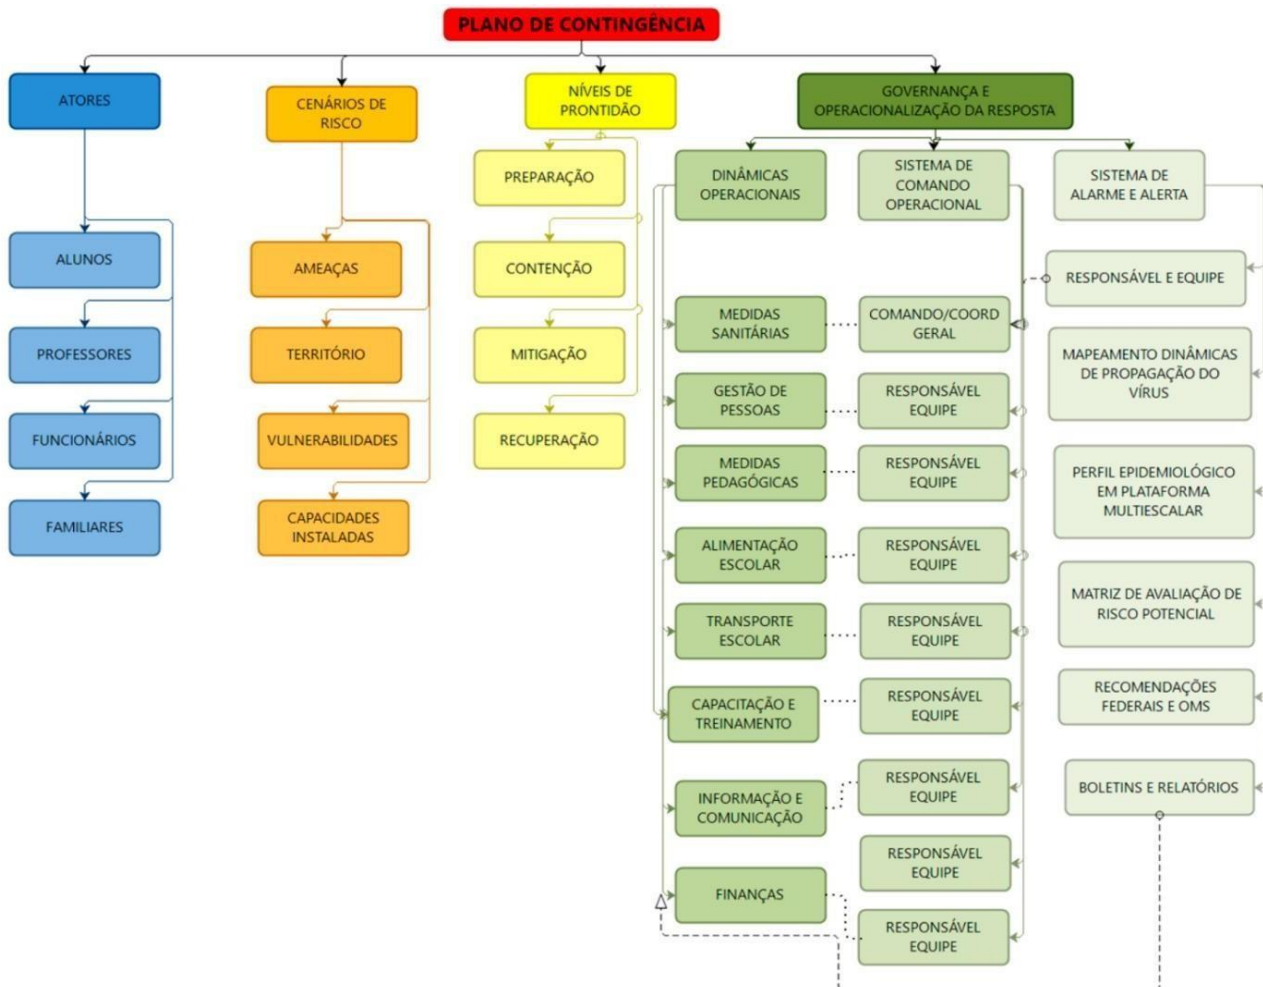 PLANO DE CONTINGÊNCIA
ATORES
ALUNOS
PROFESSORES
FUNCIONÁRIOS
FAMILIARES
CENÁRIOS DE
RISCO
AMEAÇAS
TERRITÓRIO
VULNERABILIDADES
CAPACIDADES
INSTALADAS
NÍVEIS DE
PRONTIDÃO
PREPARAÇÃO
CONTENÇÃO
MITIGAÇÃO
RECUPERAÇÃO
GOVERNANÇA E
OPERACIONALIZAÇÃO DA RESPOSTA
DINÂMICAS
OPERACIONAIS
MEDIDAS
SANITÁRIAS
GESTÃO DE
PESSOAS
MEDIDAS
PEDAGÓGICAS
ALIMENTAÇÃO
ESCOLAR
TRANSPORTE
ESCOLAR
CAPACITAÇÃO E
TREINAMENTO
INFORMAÇÃO E
COMUNICAÇÃO
FINANÇAS
SISTEMA DE
COMANDO
OPERACIONAL
COMANDO/COORD
GERAL
RESPONSÁVEL
EQUIPE
RESPONSÁVEL
EQUIPE
RESPONSÁVEL
EQUIPE
RESPONSÁVEL
EQUIPE
RESPONSÁVEL
EQUIPE
RESPONSÁVEL
EQUIPE
RESPONSÁVEL
EQUIPE
RESPONSÁVEL
EQUIPE
SISTEMA DE
ALARME E ALERTA
RESPONSÁVEL E EQUIPE
MAPEAMENTO DINÂMICAS
DE PROPAGAÇÃO DO
VÍRUS
PERFIL EPIDEMIOLÓGICO
EM PLATAFORMA
MULTIESCALAR
MATRIZ DE AVALIAÇÃO DE
RISCO POTENCIAL
RECOMENDAÇÕES
FEDERAIS E OMS
BOLETINS E RELATÓRIOS